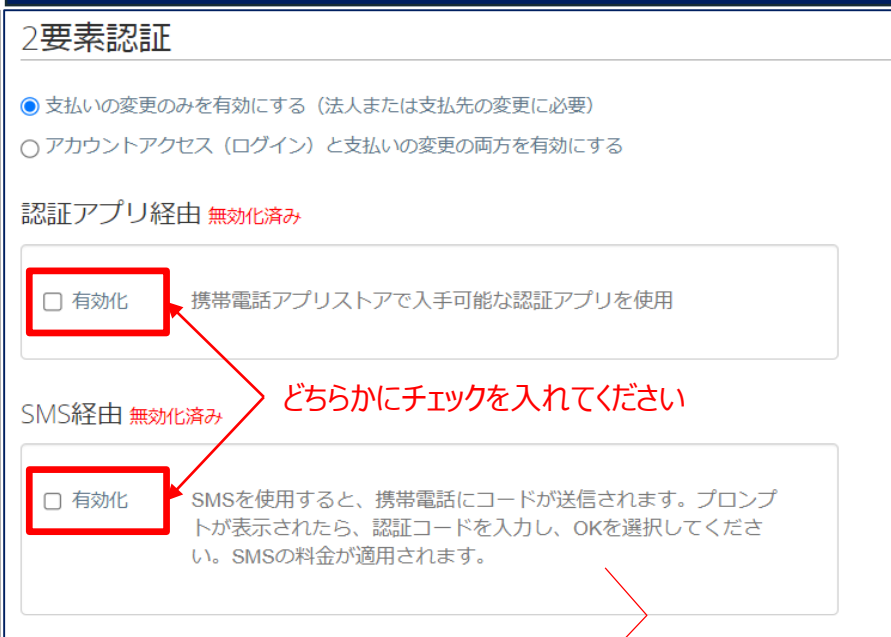 2要素認証
支払いの変更のみを有効にする（法人または支払先の変更に必要）
アカウントアクセス（ログイン）と支払いの変更の両方を有効にする
認証アプリ経由 無効化済み
有効化 携帯電話アプリストアで入手可能な認証アプリを使用
どちらかにチェックを入れてください
SMS経由 無効化済み
有効化 SMSを使用すると、携帯電話にコードが送信されます。プロンプ
トが表示されたら、認証コードを入力し、OKを選択してくださ
い。SMSの料金が適用されます。